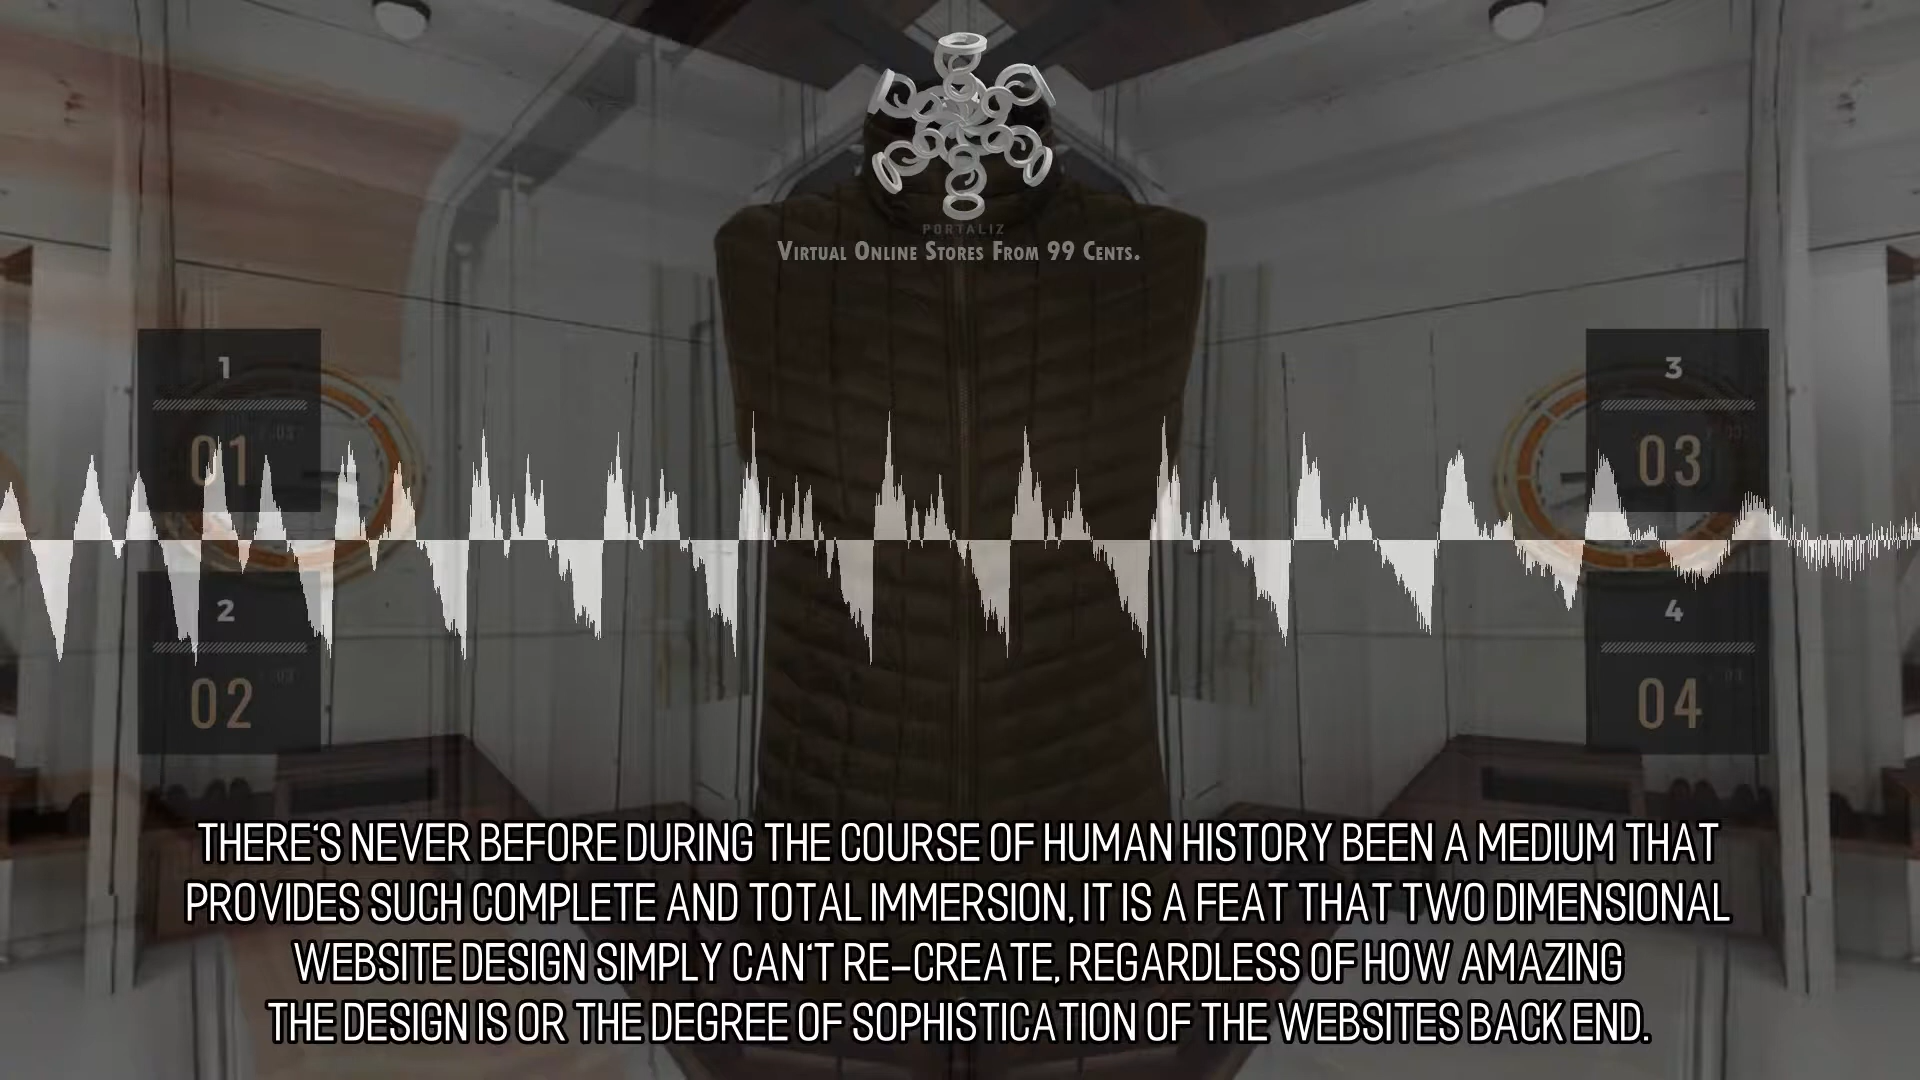 PORTALIZ
Virtual Online Stores From 99 Cents.
1
01
3
03
2
02
4
04
THERE'S NEVER BEFORE DURING THE COURSE OF HUMAN HISTORY BEEN A MEDIUM THAT
PROVIDES SUCH COMPLETE AND TOTAL IMMERSION, IT IS A FEAT THAT TWO DIMENSIONAL
WEBSITE DESIGN SIMPLY CAN'T RE-CREATE, REGARDLESS OF HOW AMAZING
THE DESIGN IS OR THE DEGREE OF SOPHISTICATION OF THE WEBSITES BACK END.